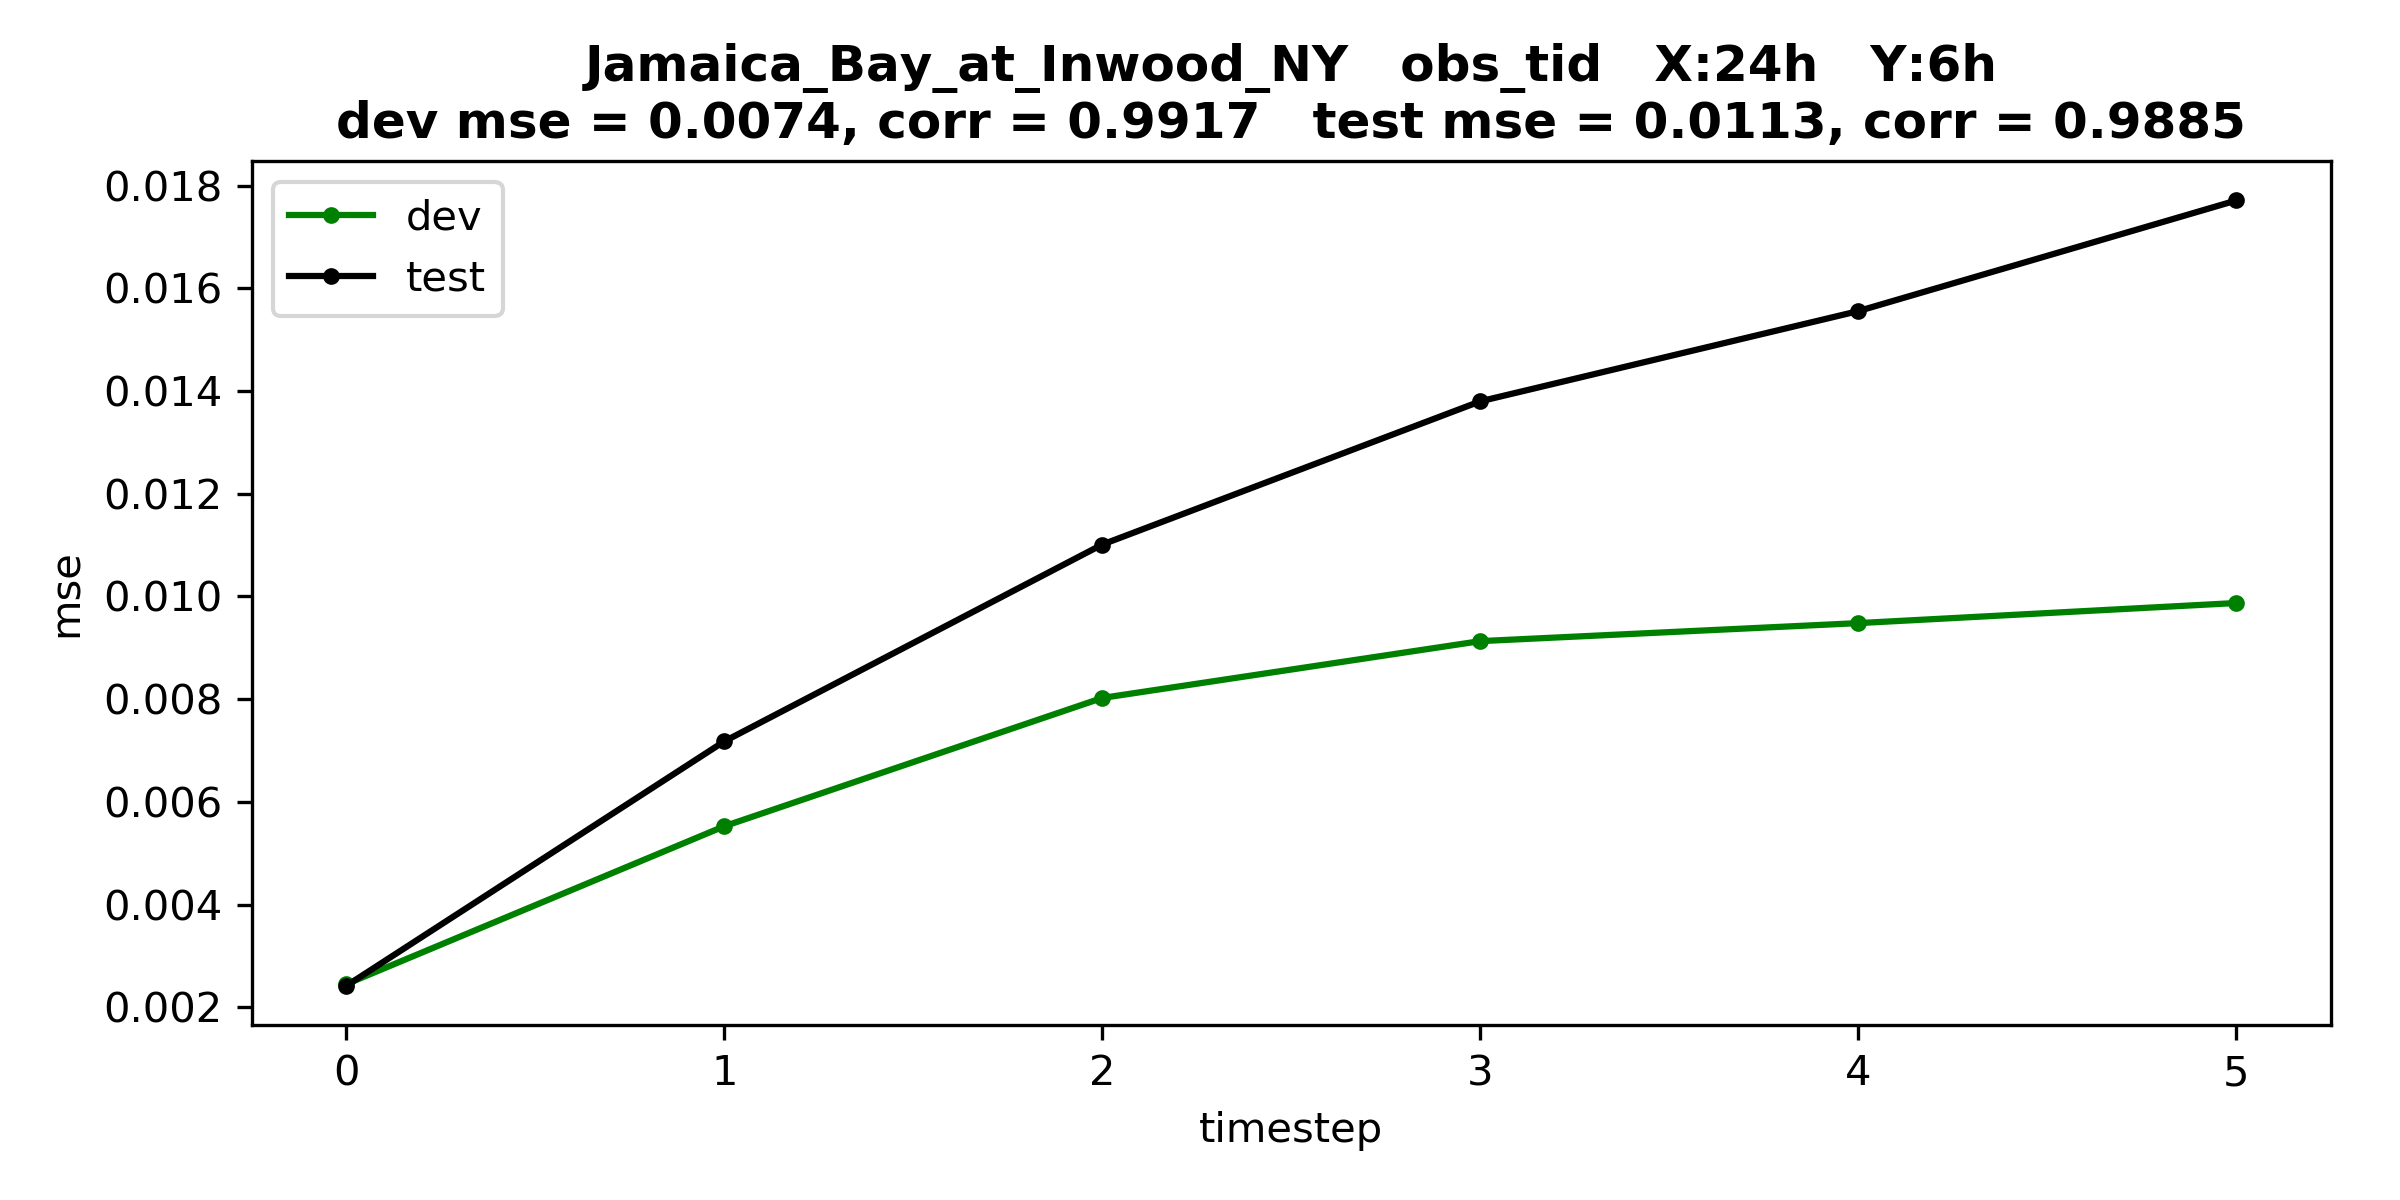 Jamaica_Bay_at_Inwood_NY   obs_tid   X:24h   Y:6h
dev mse = 0.0074, corr = 0.9917   test mse = 0.0113, corr = 0.9885
dev
test
0.018
0.016
0.014
0.012
0.010
0.008
0.006
0.004
0.002
mse
0 1 2 3 4 5
timestep